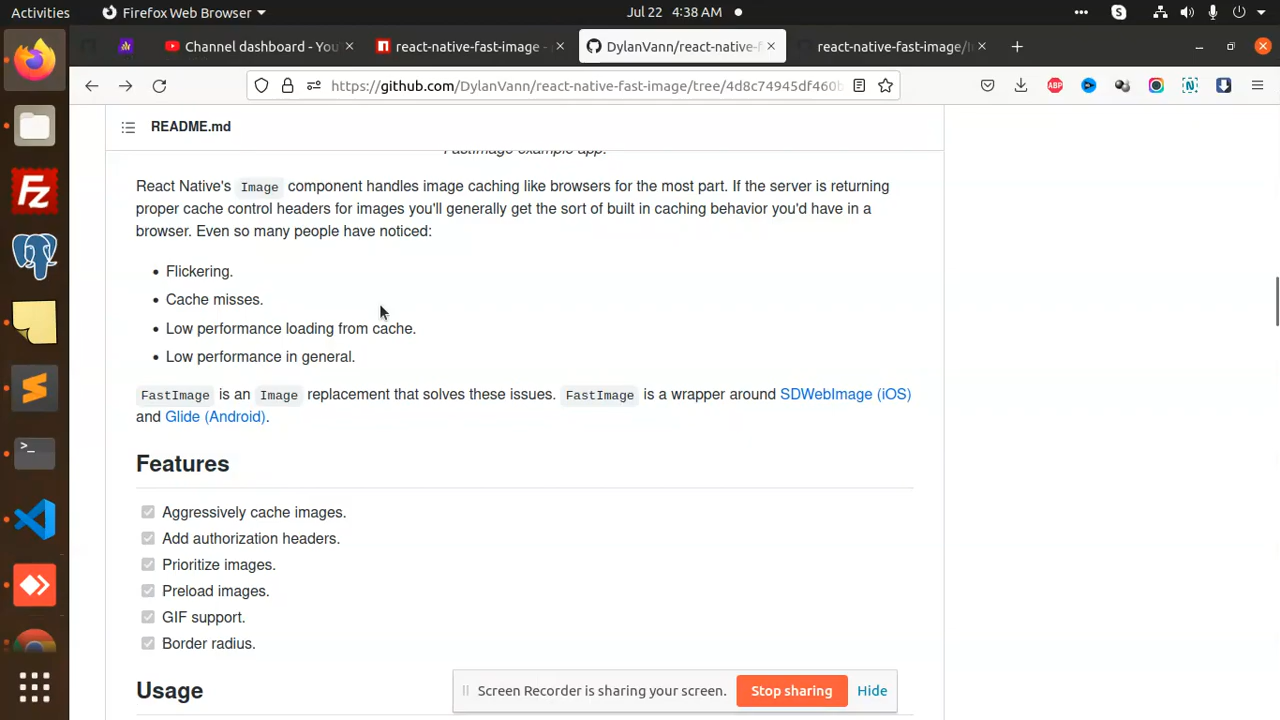 Activities
Firefox Web Browser
Jul 22 4:38 AM
Channel dashboard - You
react-native-fast-image -
DylanVann/react-native-f
react-native-fast-image/
https://github.com/DylanVann/react-native-fast-image/tree/4d8c74945df460b
ABP
README.md
FastImage example app.
React Native's Image component handles image caching like browsers for the most part. If the server is returning
proper cache control headers for images you'll generally get the sort of built in caching behavior you'd have in a
browser. Even so many people have noticed:
Flickering.
Cache misses.
Low performance loading from cache.
Low performance in general.
FastImage is an Image replacement that solves these issues. FastImage is a wrapper around SDWebImage (iOS)
and Glide (Android).
Features
Aggressively cache images.
Add authorization headers.
Prioritize images.
Preload images.
GIF support.
Border radius.
Usage
Screen Recorder is sharing your screen.
Stop sharing
Hide